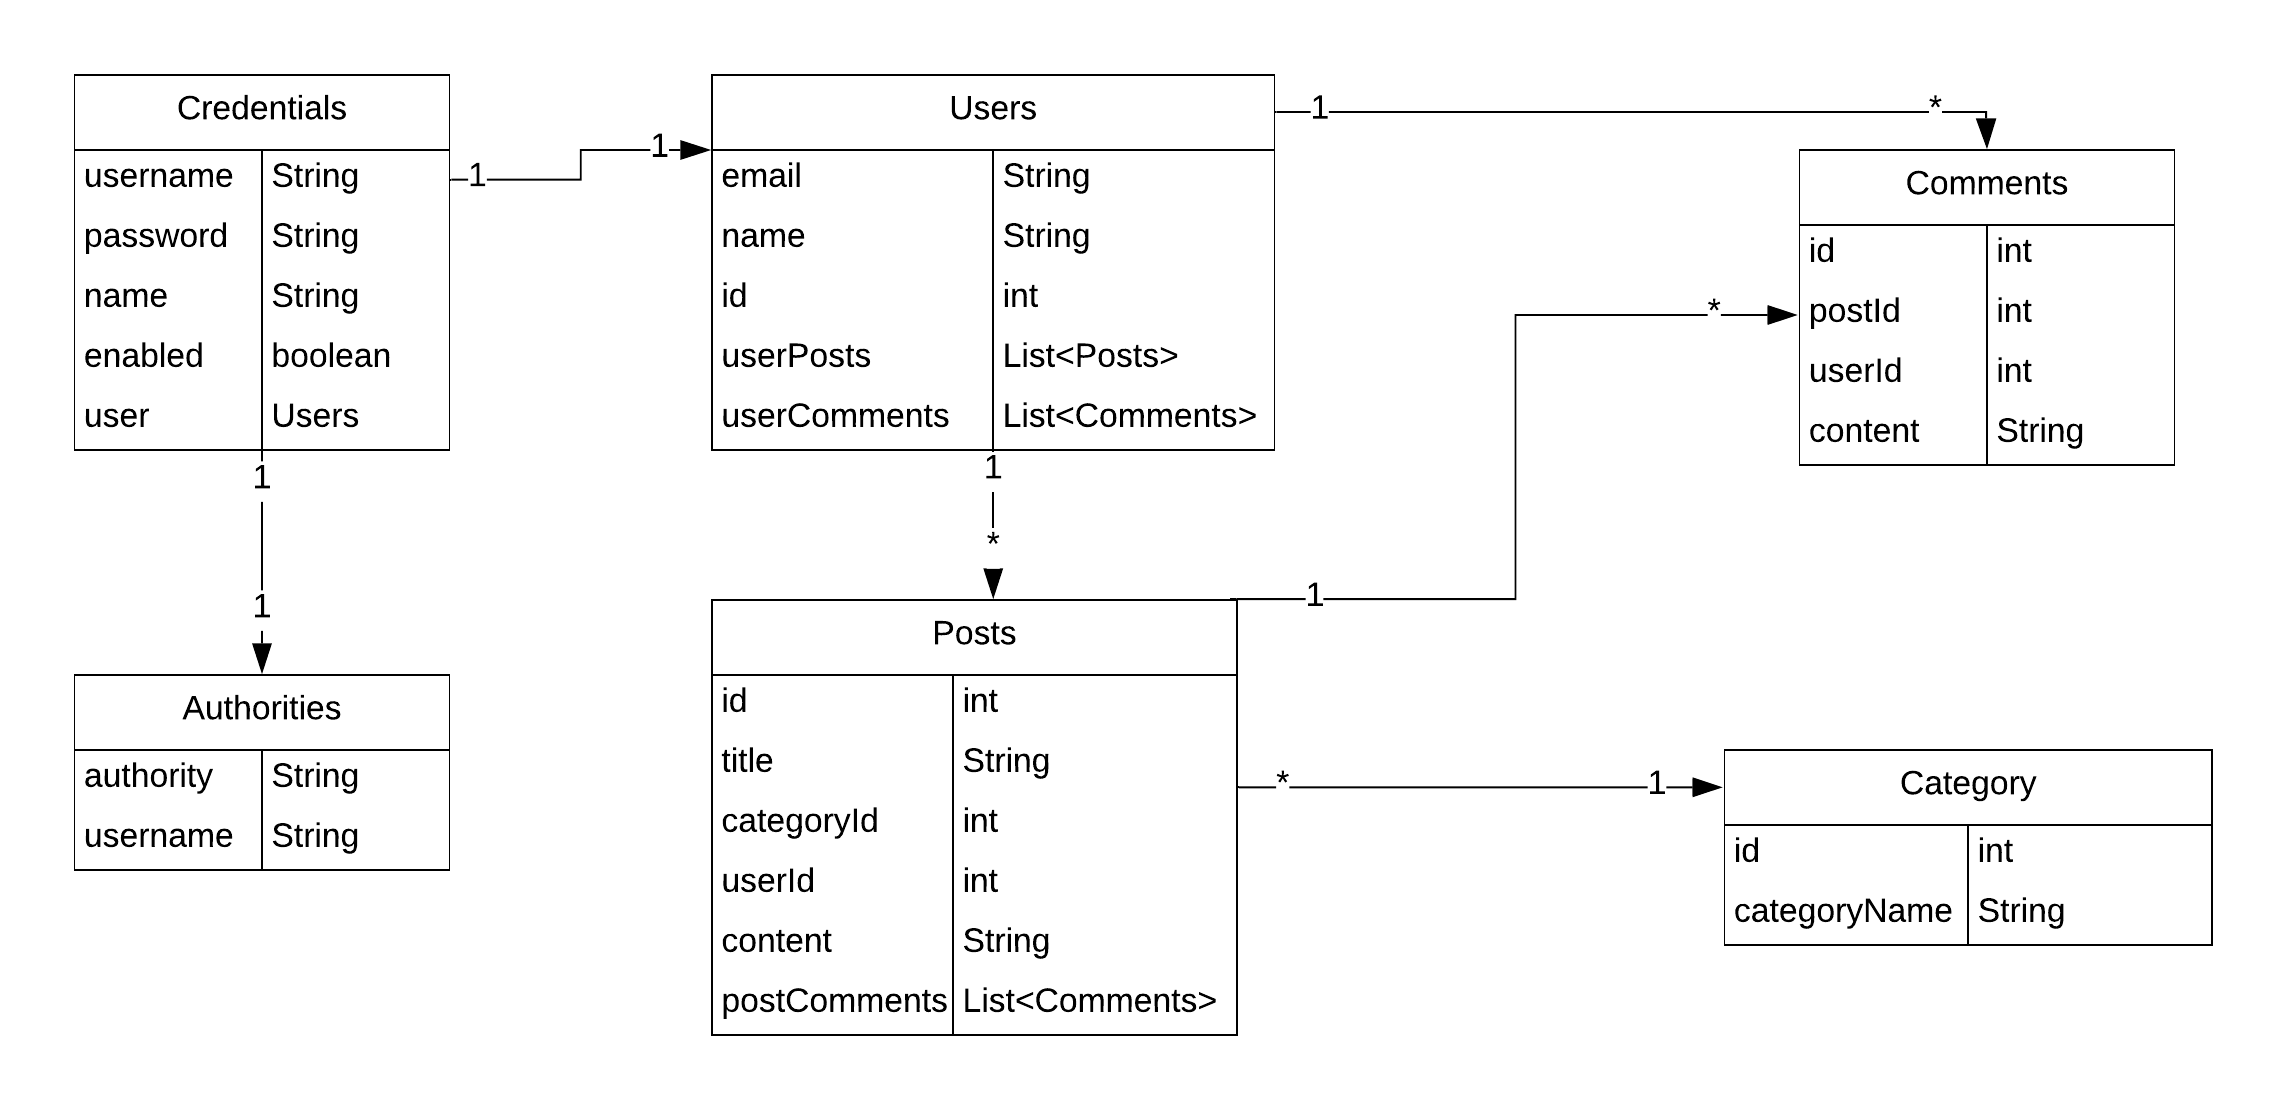 Credentials
username String
password String
name String
enabled boolean
user Users
1
1
Users
email String
name String
id int
userPosts List<Posts>
userComments List<Comments>
1
*
Comments
id int
postId int
userId int
content String
1
1
Authorities
authority String
username String
1
*
Posts
id int
title String
categoryId int
userId int
content String
postComments List<Comments>
1
*
*
1
Category
id int
categoryName String